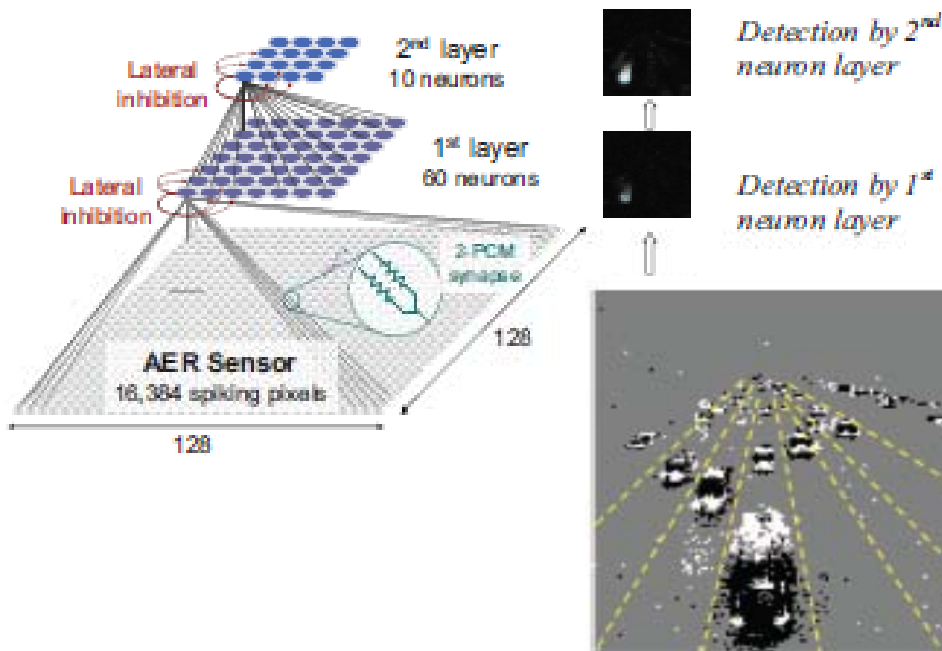 2nd layer
10 neurons
Lateral
inhibition
1st layer
60 neurons
Lateral
inhibition
2-PCM
synapse
AER Sensor
16,384 spiking pixels
128
128
Detection by 2nd
neuron layer
Detection by 1st
neuron layer